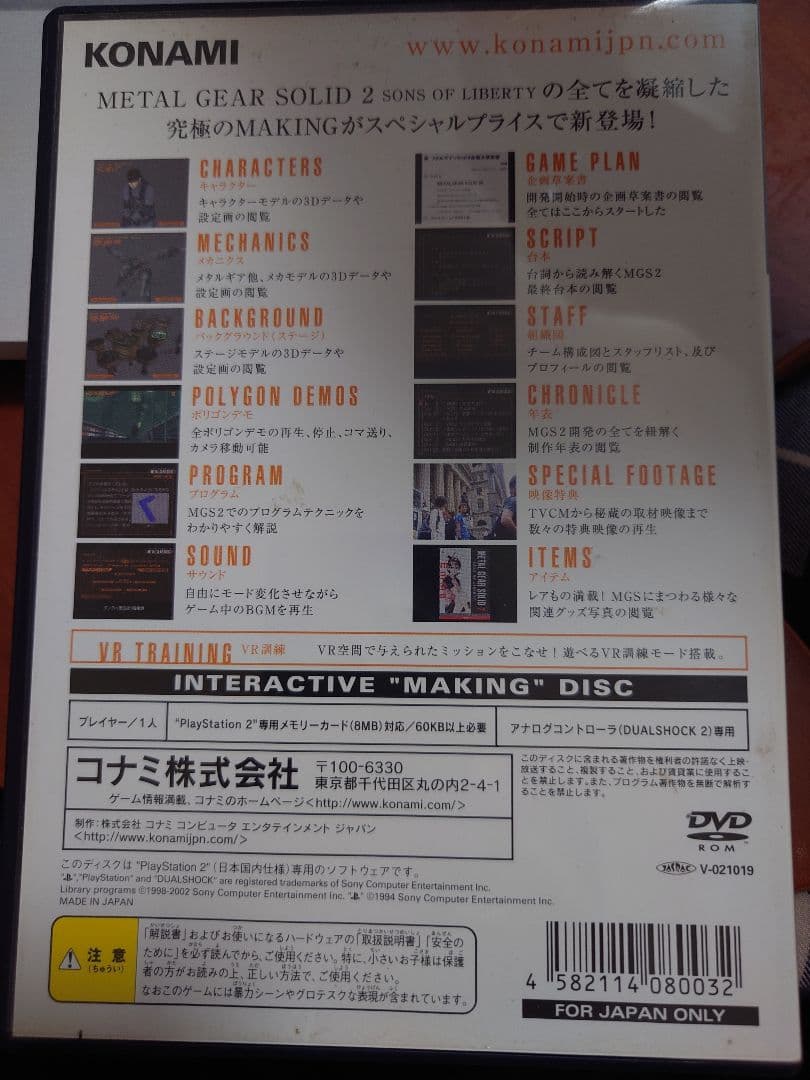 KONAMI
www.konamijpn.com
METAL GEAR SOLID 2 SONS OF LIBERTY の全てを凝縮した
究極のMAKINGがスペシャルプライスで新登場!
CHARACTERS
キャラクター
キャラクターモデルの3Dデータや
設定画の閲覧
MECHANICS
メカニクス
メタルギア他、メカモデルの3Dデータや
設定画の閲覧
BACKGROUND
バックグラウンド(ステージ)
ステージモデルの3Dデータや
設定画の閲覧
POLYGON DEMOS
ポリゴンデモ
全ポリゴンデモの再生、停止、コマ送り、
カメラ移動可能
PROGRAM
プログラム
MGS2でのプログラムテクニックを
わかりやすく解説
SOUND
サウンド
自由にモード変化させながら
ゲーム中のBGMを再生
GAME PLAN
企画草案書
開発開始時の企画草案書の閲覧
全てはここからスタートした
SCRIPT
台本
台詞から読み解くMGS2
最終台本の閲覧
STAFF
組織図
チーム構成図とスタッフリスト、及び
プロフィールの閲覧
CHRONICLE
年表
MGS2開発の全てを紐解く
制作年表の閲覧
SPECIAL FOOTAGE
映像特典
TVCMから秘蔵の取材映像まで
数々の特典映像の再生
METAL GEAR SOLID
ITEMS
アイテム
レアもの満載! MGSにまつわる様々な
関連グッズ写真の閲覧
VR TRAINING VR訓練 VR空間で与えられたミッションをこなせ!遊べるVR訓練モード搭載。
INTERACTIVE "MAKING" DISC
プレイヤー/1人
"PlayStation 2"専用メモリーカード(8MB)対応/60KB以上必要
アナログコントローラ(DUALSHOCK 2)専用
コナミ株式会社
〒100-6330
東京都千代田区丸の内2-4-1
ゲーム情報満載、コナミのホームページ<http://www.konami.com/>
制作:株式会社 コナミ コンピュータ エンタテインメント ジャパン
<http://www.konamijpn.com/>
このディスクに含まれる著作物を権利者の許諾なく上映・
放送すること、複製すること、および賃貸業に使用するこ
とを禁止します。また、プログラム著作物を無断で解析す
ることを禁止します。
DVD
ROM
V-021019
このディスクは "PlayStation 2" (日本国内仕様)専用のソフトウェアです。
","PlayStation" and "DUALSHOCK" are registered trademarks of Sony Computer Entertainment Inc.
Library programs ©1998-2002 Sony Computer Entertainment Inc. ©1994 Sony Computer Entertainment Inc.
MADE IN JAPAN
注意
(ちゅうい)
「解説書」およびお使いになるハードウェアの「取扱説明書」「安全の
ために」を必ず読んでから、ご使用ください。特に、小さいお子様は保護
者の方がお読みの上、正しい方法で、ご使用ください。
なおこのゲームには暴力シーンやグロテスクな表現が含まれています。
4 582114 080032
FOR JAPAN ONLY